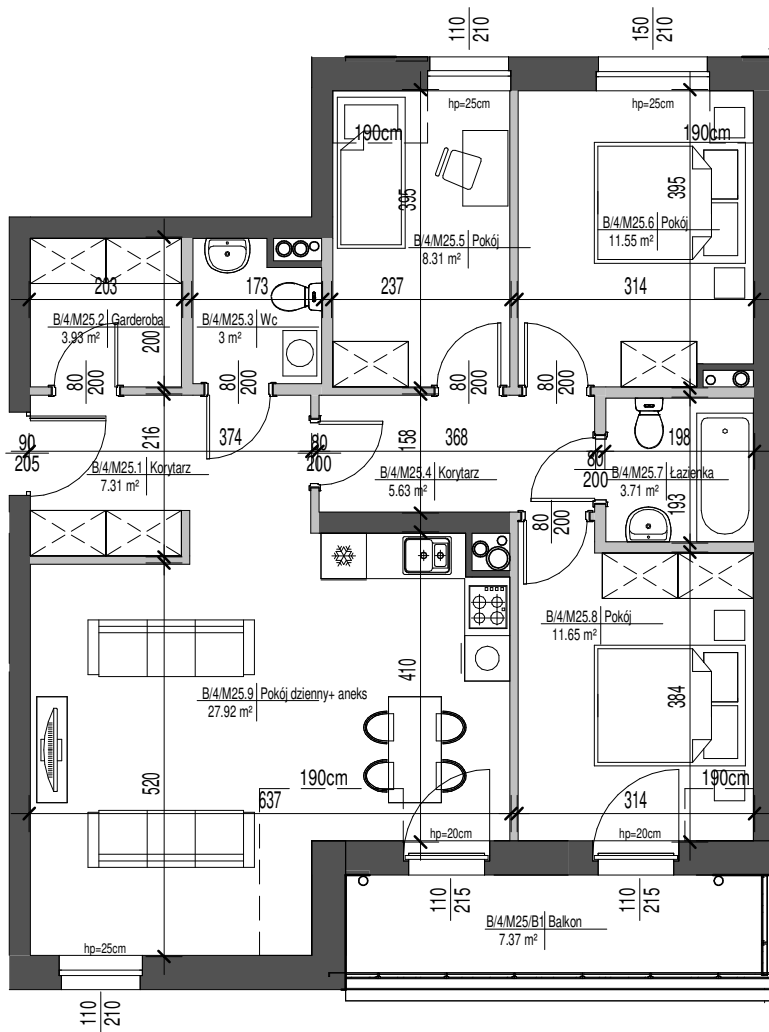 110
210
150
210
hp=25cm
hp=25cm
190cm
190cm
395
395
B/4/M25.5 Pokój
8.31 m²
B/4/M25.6 Pokój
11.55 m²
203
173
237
314
B/4/M25.2 Garderoba
3.93 m²
B/4/M25.3 Wc
3 m²
200
80
200
80
200
80
200
80
200
90
205
216
374
80
200
158
368
198
B/4/M25.1 Korytarz
7.31 m²
B/4/M25.4 Korytarz
5.63 m²
80
200
B/4/M25.7 Łazienka
3.71 m²
193
80
200
B/4/M25.8 Pokój
11.65 m²
410
B/4/M25.9 Pokój dzienny+ aneks
27.92 m²
384
520
190cm
190cm
637
314
hp=20cm
hp=20cm
110
215
110
215
B/4/M25/B1 Balkon
7.37 m²
hp=25cm
110
210